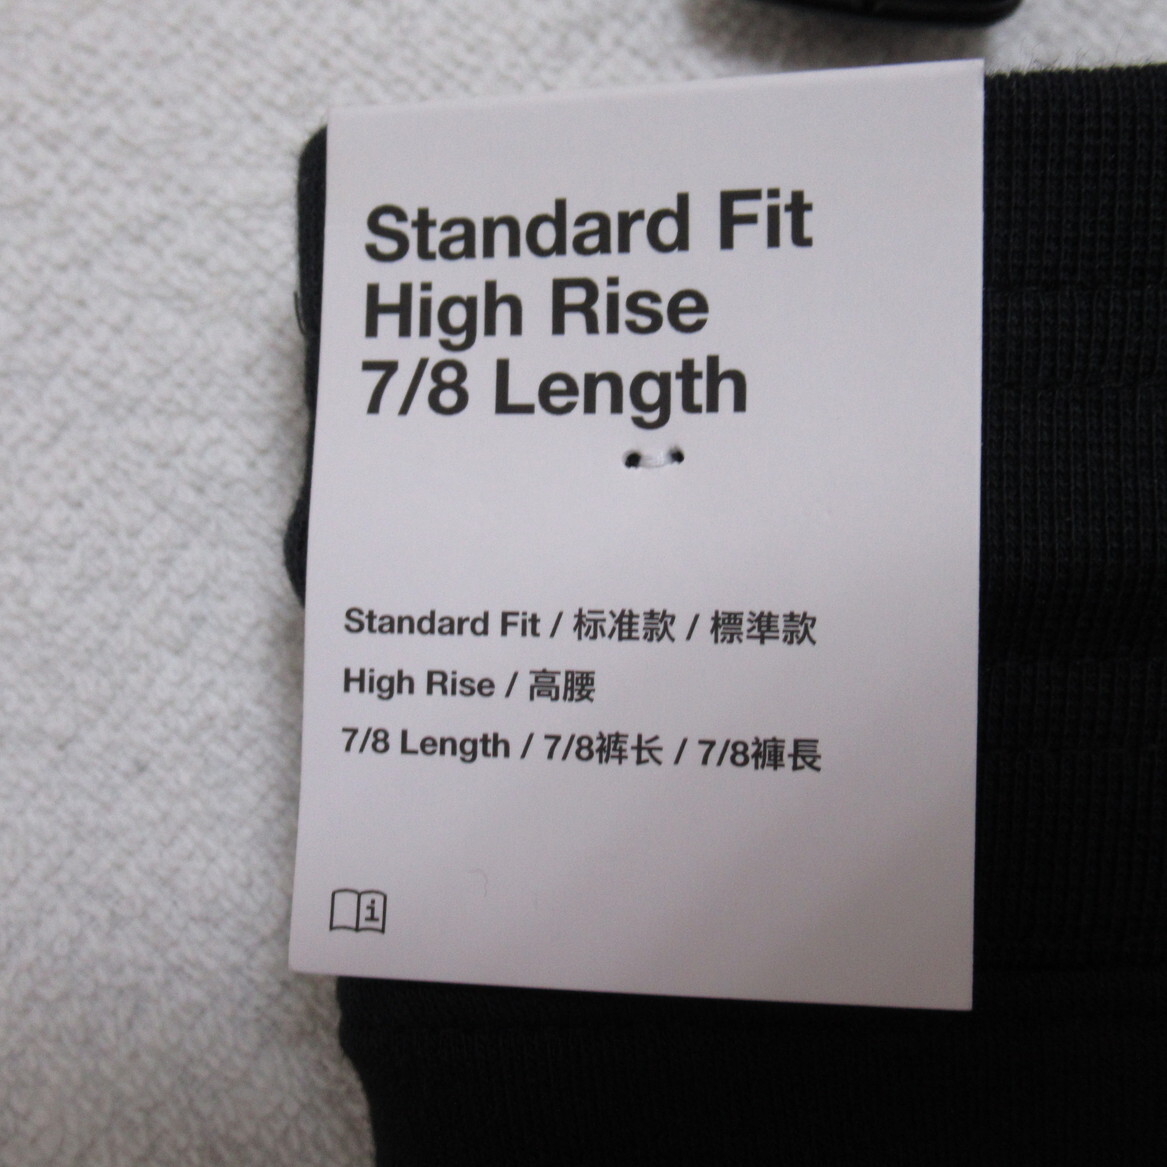 Standard Fit
High Rise
7/8 Length
Standard Fit / 标准款 / 標準款
High Rise / 高腰
7/8 Length / 7/8裤长 / 7/8褲長
i